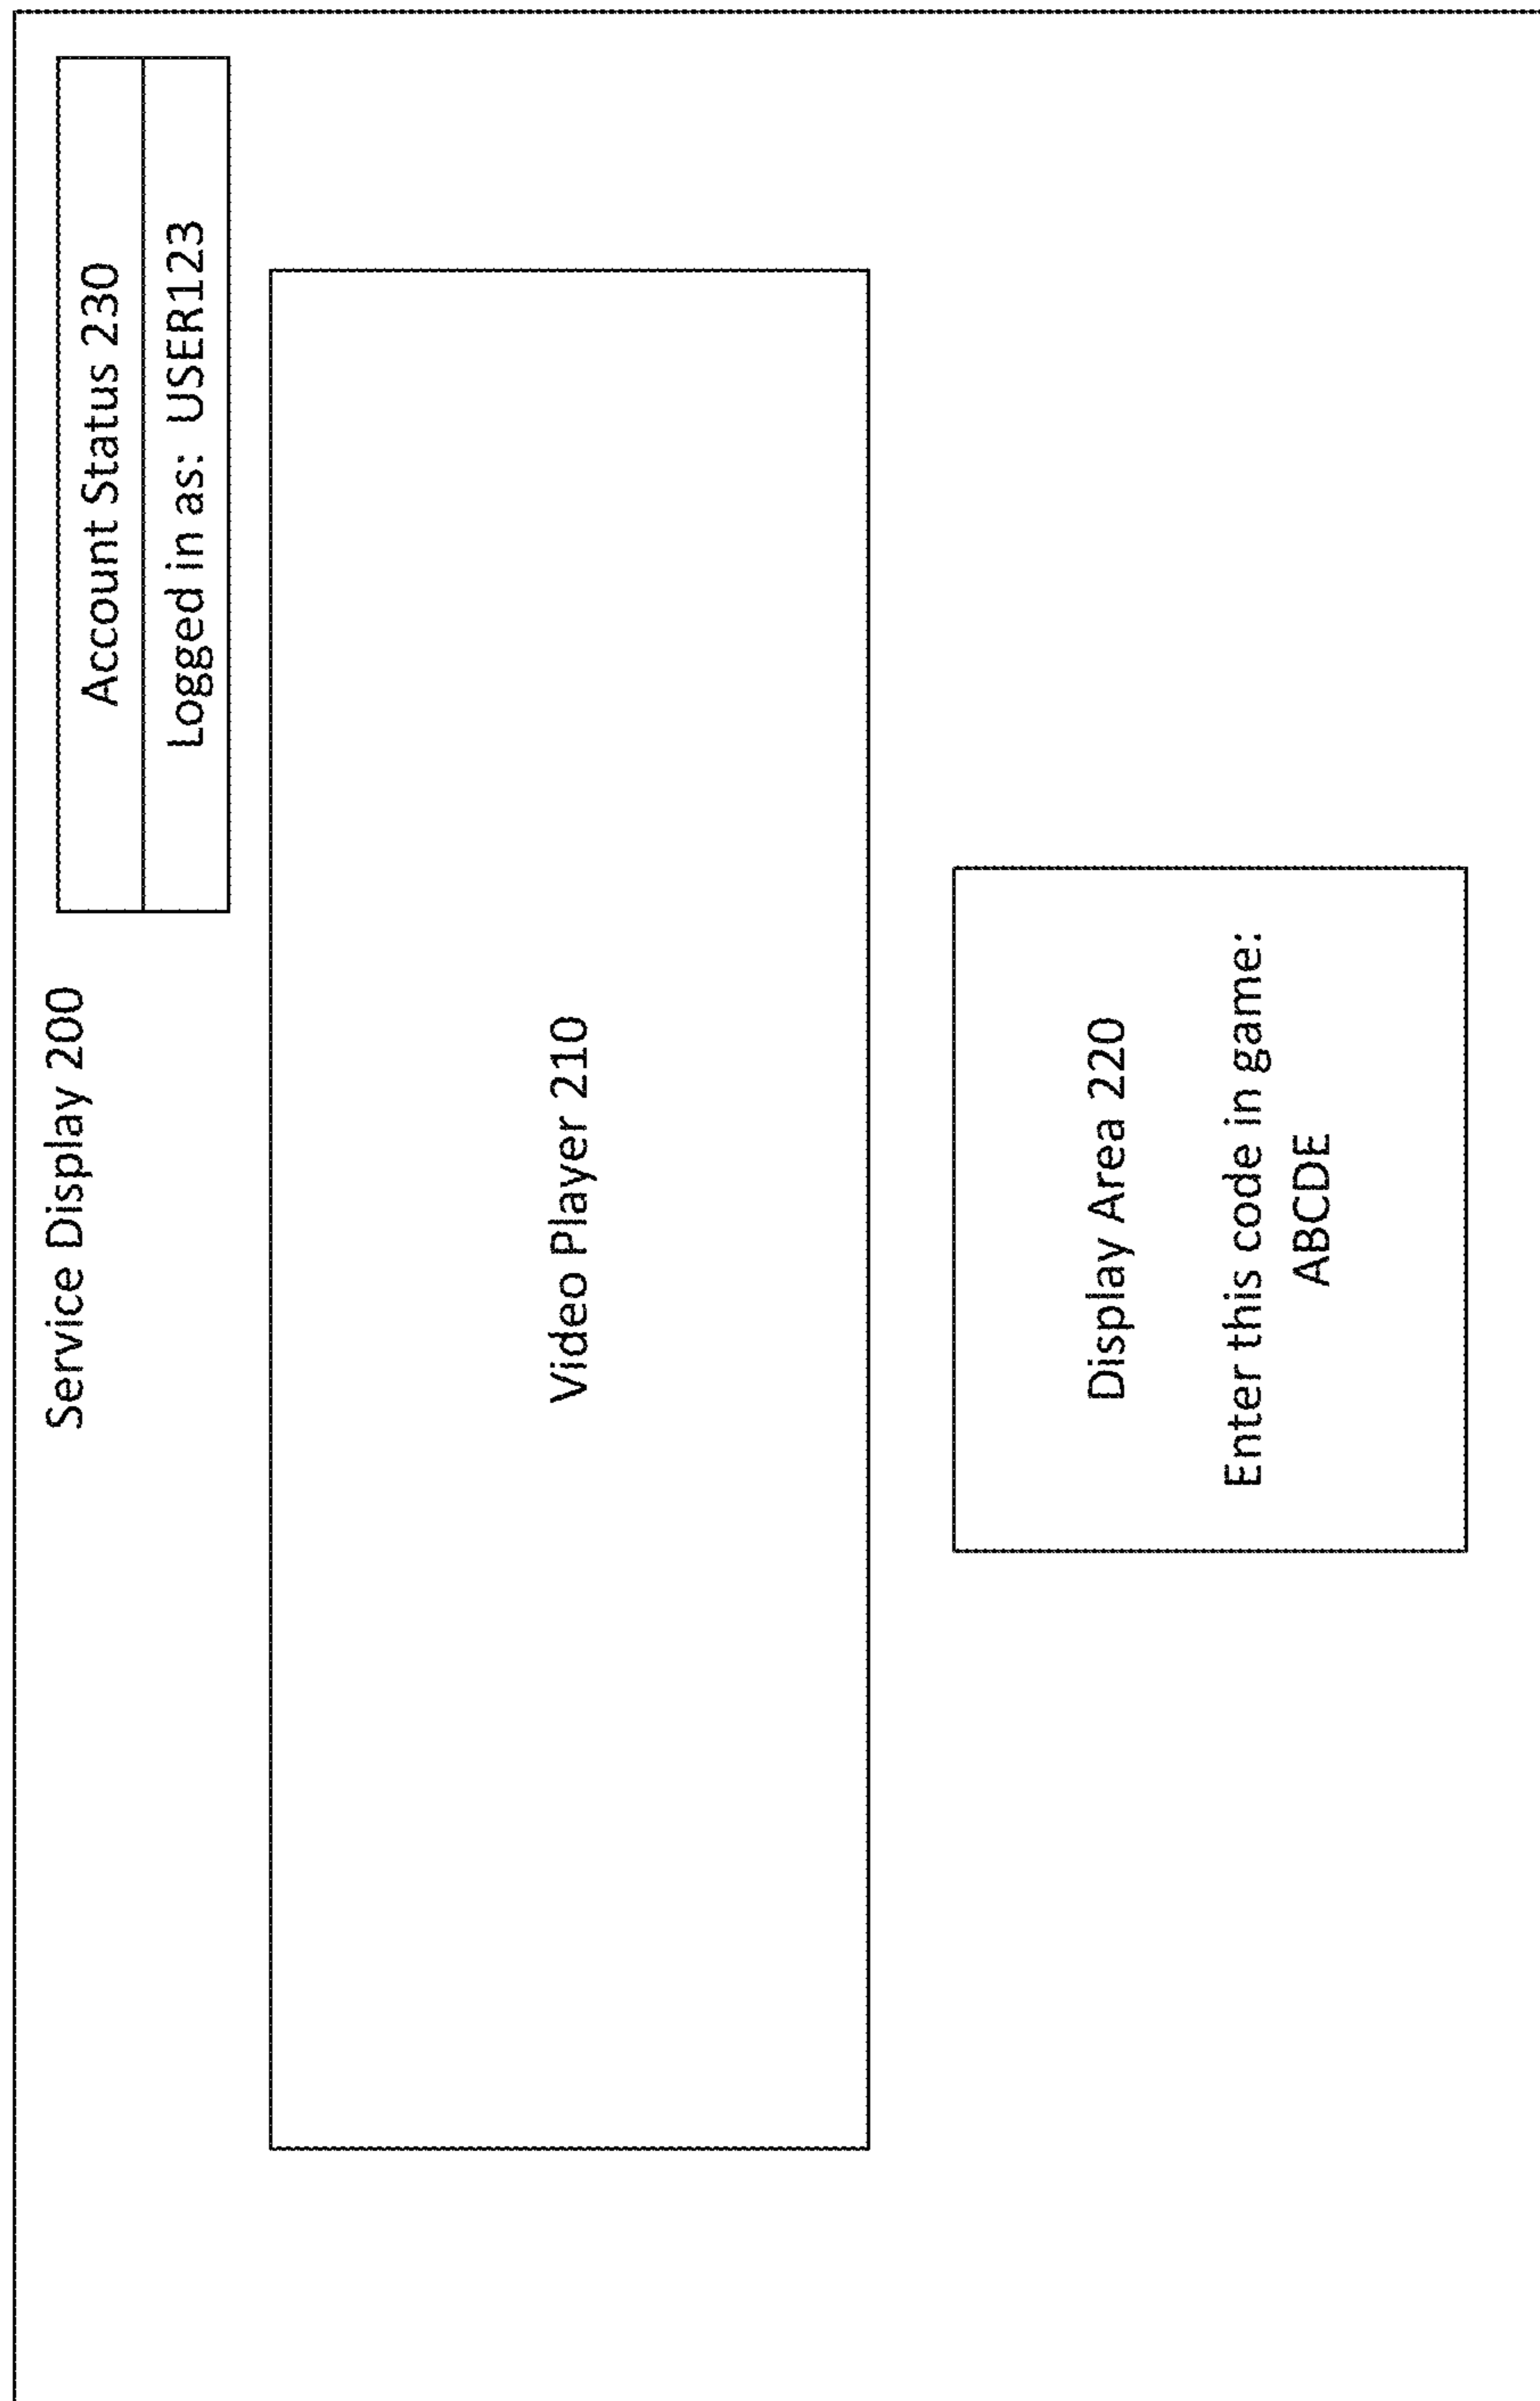 Service Display 200
Account Status 230
Logged in as: USER123
Video Player 210
Display Area 220
Enter this code in game:
ABCDE